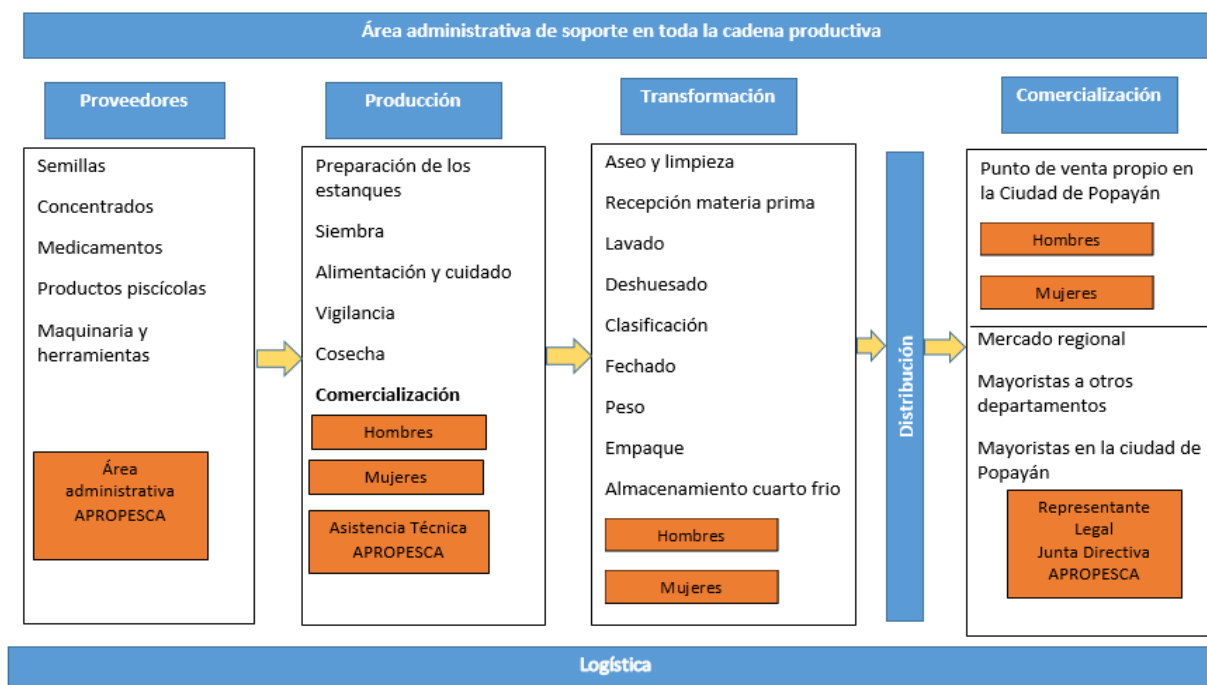 Área administrativa de soporte en toda la cadena productiva
Proveedores
Semillas
Concentrados
Medicamentos
Productos piscícolas
Maquinaria y
herramientas
Área
administrativa
APROPESCA
Producción
Preparación de los
estanques
Siembra
Alimentación y cuidado
Vigilancia
Cosecha
Comercialización
Hombres
Mujeres
Asistencia Técnica
APROPESCA
Transformación
Aseo y limpieza
Recepción materia prima
Lavado
Deshuesado
Clasificación
Fechado
Peso
Empaque
Almacenamiento cuarto frio
Hombres
Mujeres
Distribución
Comercialización
Punto de venta propio en
la Ciudad de Popayán
Hombres
Mujeres
Mercado regional
Mayoristas a otros
departamentos
Mayoristas en la ciudad de
Popayán
Representante
Legal
Junta Directiva
APROPESCA
Logística